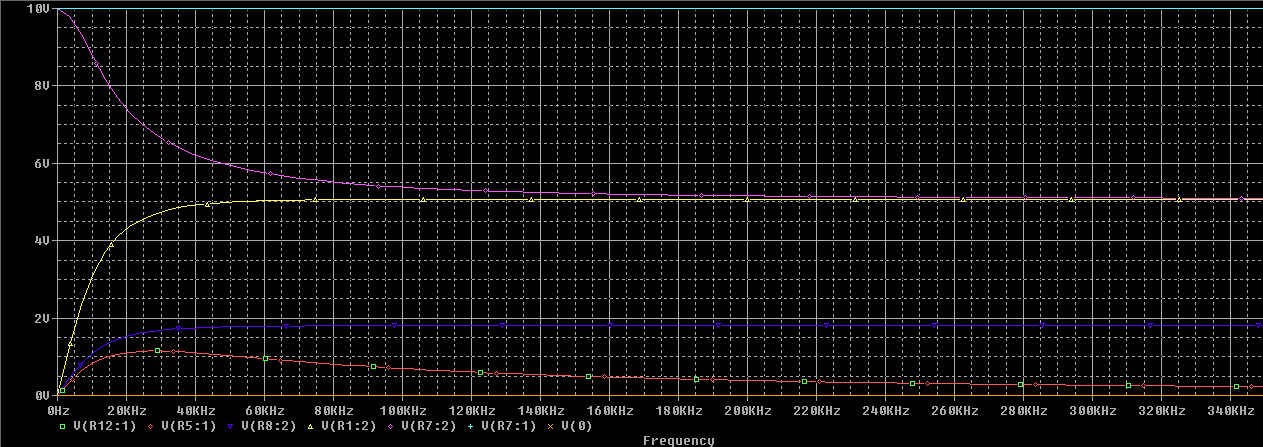 10V
8V
6V
4V
2V
0V
0Hz 20KHz 40KHz 60KHz 80KHz 100KHz 120KHz 140KHz 160KHz 180KHz 200KHz 220KHz 240KHz 260KHz 280KHz 300KHz 320KHz 340KHz
V(R12:1) V(R5:1) V(R8:2) V(R1:2) V(R7:2) V(R7:1) V(0)
Frequency